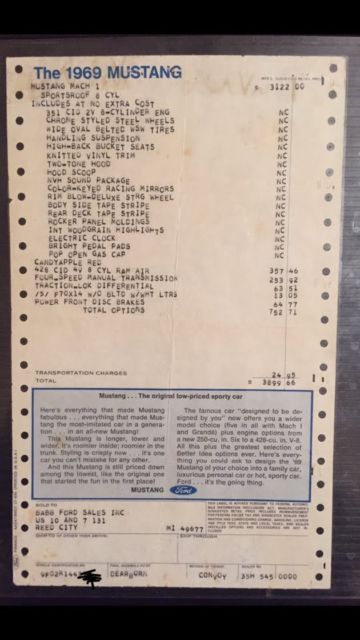 The 1969 MUSTANG
MUSTANG MACH 1 $ 3122 00
SPORTSROOF 8 CYL
INCLUDES AT NO EXTRA COST
351 CID 2V 8-CYLINDER ENG NC
CHROME STYLED STEEL WHEELS NC
WIDE OVAL BELTED WSW TIRES NC
HANDLING SUSPENSION NC
HIGH-BACK BUCKET SEATS NC
KNITTED VINYL TRIM NC
TWO-TONE HOOD NC
HOOD SCOOP NC
NVH SOUND PACKAGE NC
COLOR-KEYED RACING MIRRORS NC
RIM BLOW-DELUXE STRG WHEEL NC
BODY SIDE TAPE STRIPE NC
REAR DECK TAPE STRIPE NC
ROCKER PANEL MOLDINGS NC
INT WOODGRAIN HIGHLIGHTS NC
ELECTRIC CLOCK NC
BRIGHT PEDAL PADS NC
POP OPEN GAS CAP NC
CANDYAPPLE RED
428 CID 4V 8 CYL RAM AIR 357 46
FOUR SPEED MANUAL TRANSMISSION 253 92
TRACTION-LOK DIFFERENTIAL 63 51
/5/ F70X14 W/O BLTD W/WHT LTRS 13 05
POWER FRONT DISC BRAKES 64 77
TOTAL OPTIONS 752 71
TRANSPORTATION CHARGES 24 95
TOTAL $ 3899 66
Mustang . . . The original low-priced sporty car
Here's everything that made Mustang
fabulous . . . everything that made Mus-
tang the most-imitated car in a genera-
tion . . . in an all-new Mustang!
This Mustang is longer, lower and
wider, it's roomier inside; roomier in the
trunk. Styling is crisply new . . . it's one
car you can't mistake for any other.
And this Mustang is still priced down
among the lowest, like the original one
that started the fun in the first place!
MUSTANG
The famous car "designed to be de-
signed by you" now offers you a wider
model choice (five in all with Mach I
and Grandé) plus engine options from
a new 250-cu. in. Six to a 428-cu. in. V-8.
All this plus the greatest selection of
Better Idea options ever. Here's every-
thing you could ask to design the '69
Mustang of your choice into a family car,
luxurious personal car or hot, sporty car.
Ford . . . it's the going thing.
Ford
SOLD TO
BABB FORD SALES INC
US 10 AND 7 131
REED CITY MI 49677
DEARBORN
CONVOY
35H 545 0000